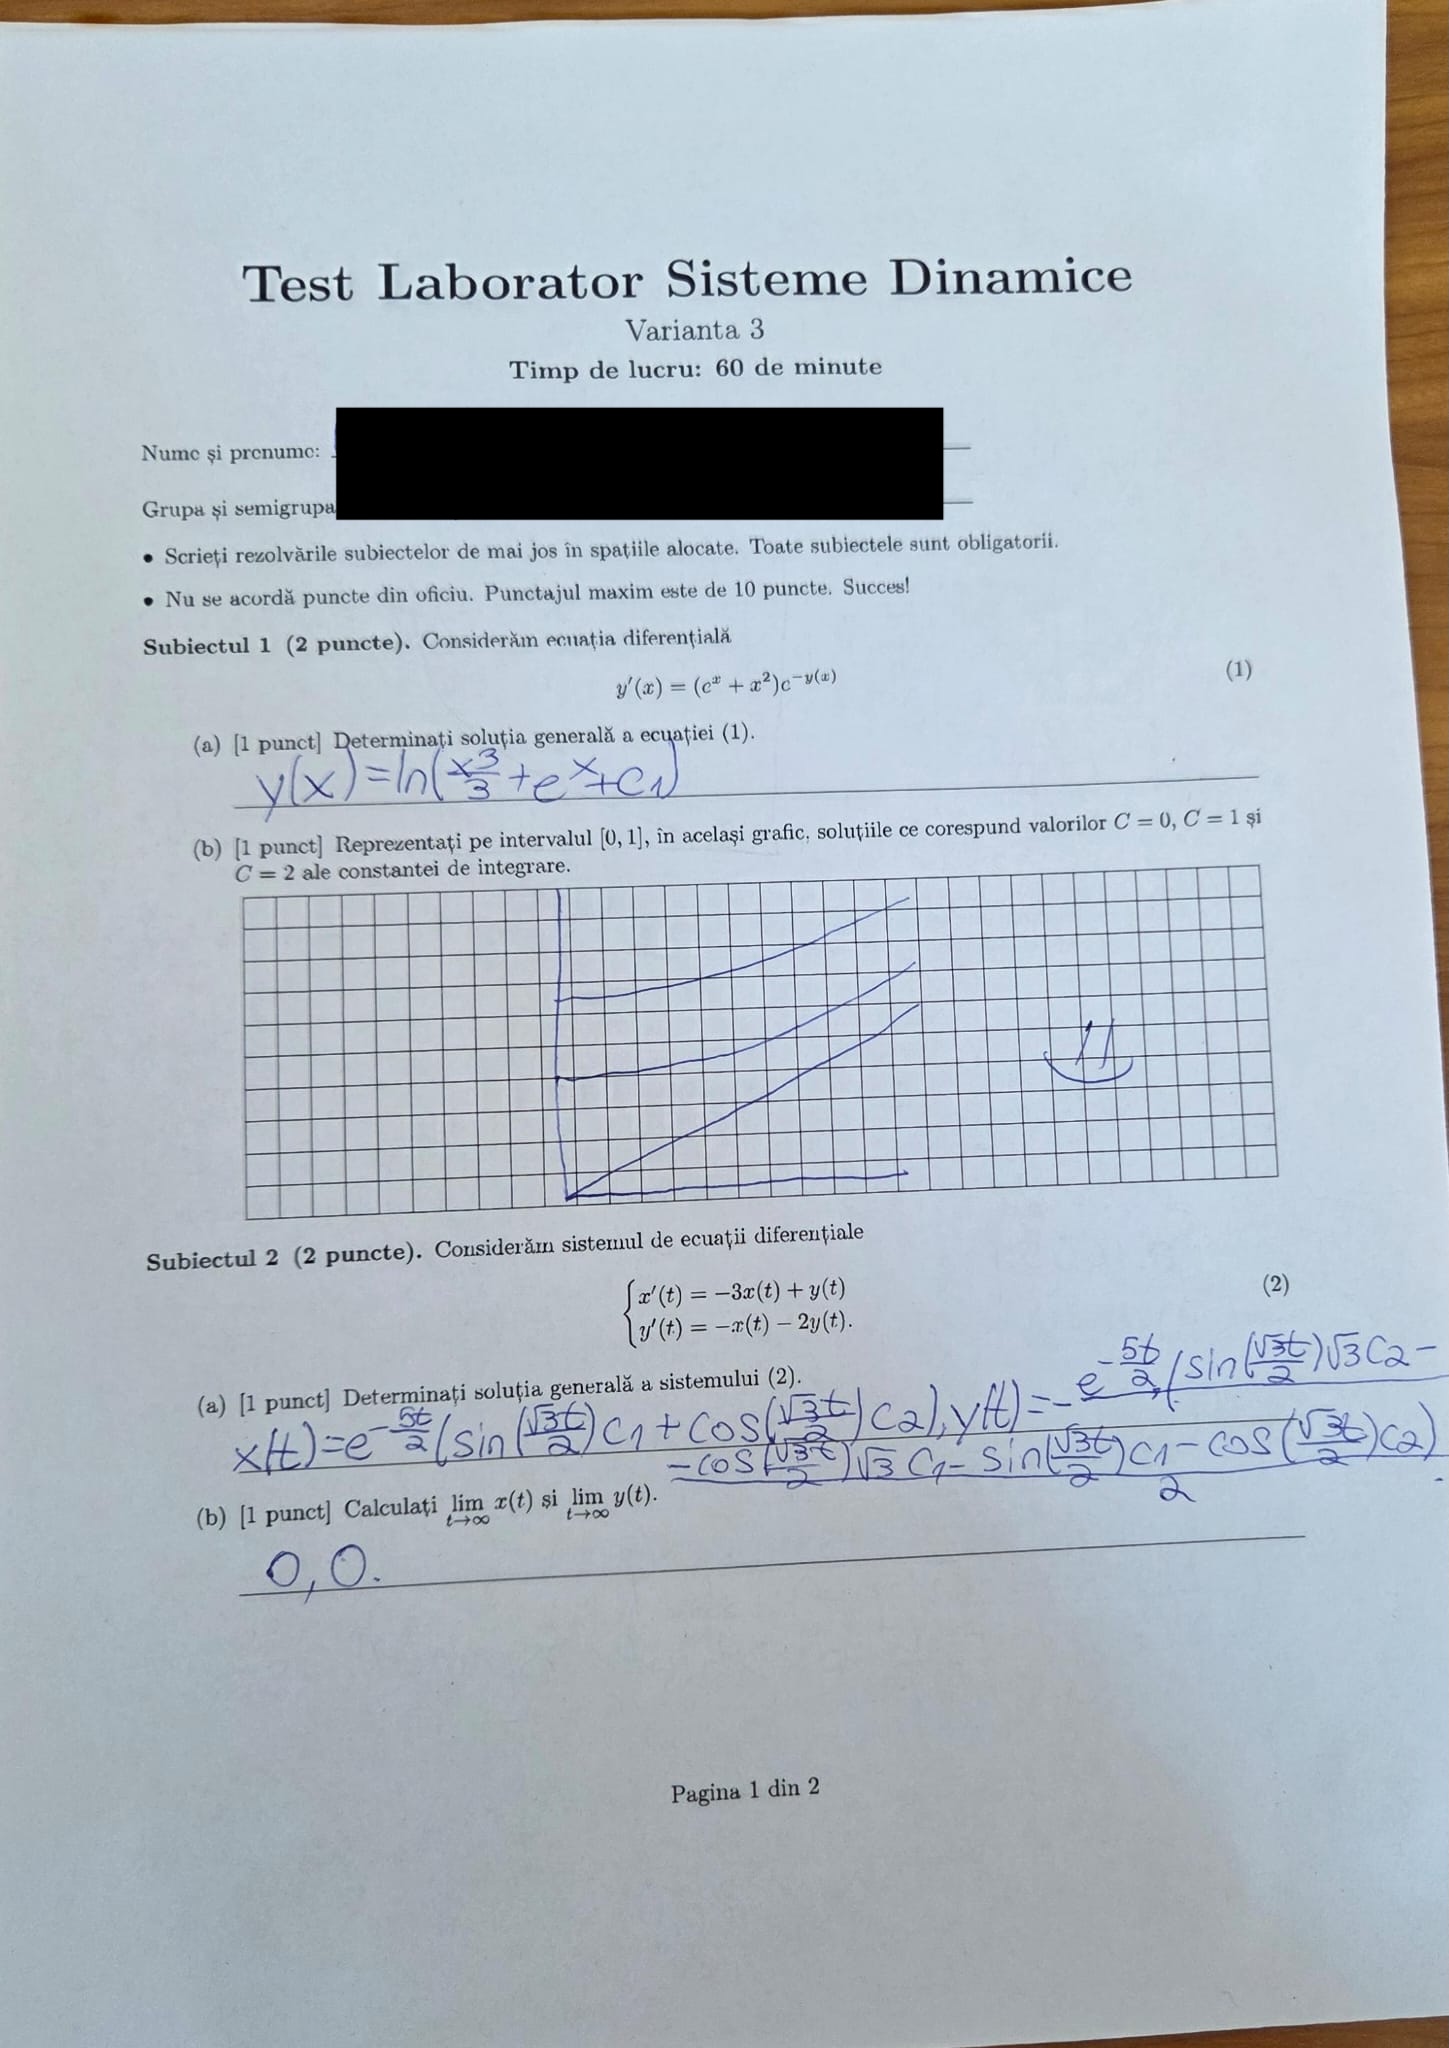 Test Laborator Sisteme Dinamice
Varianta 3
Timp de lucru: 60 de minute
Nume și prenume:
Grupa și semigrupa
• Scrieți rezolvările subiectelor de mai jos în spațiile alocate. Toate subiectele sunt obligatorii.
• Nu se acordă puncte din oficiu. Punctajul maxim este de 10 puncte. Succes!
Subiectul 1 (2 puncte). Considerăm ecuația diferențială
y'(x) = (e^x + x^2)e^{-y(x)} (1)
(a) [1 punct] Determinați soluția generală a ecuației (1).
y(x)=ln(x^3/3+e^x+C1)
(b) [1 punct] Reprezentați pe intervalul [0, 1], în același grafic, soluțiile ce corespund valorilor C = 0, C = 1 și
C = 2 ale constantei de integrare.
Subiectul 2 (2 puncte). Considerăm sistemul de ecuații diferențiale
{x'(t) = −3x(t) + y(t)
y'(t) = −x(t) − 2y(t). (2)
(a) [1 punct] Determinați soluția generală a sistemului (2).
x(t)=e^{-5t/2}(sin(√3t/2)C1+cos(√3t/2)C2), y(t)=-e^{-5t/2}(sin(√3t/2)√3C2-
-cos(√3t/2)√3C1-sin(√3t/2)C1-cos(√3t/2)C2)/2
(b) [1 punct] Calculați lim t→∞ x(t) și lim t→∞ y(t).
0,0.
Pagina 1 din 2